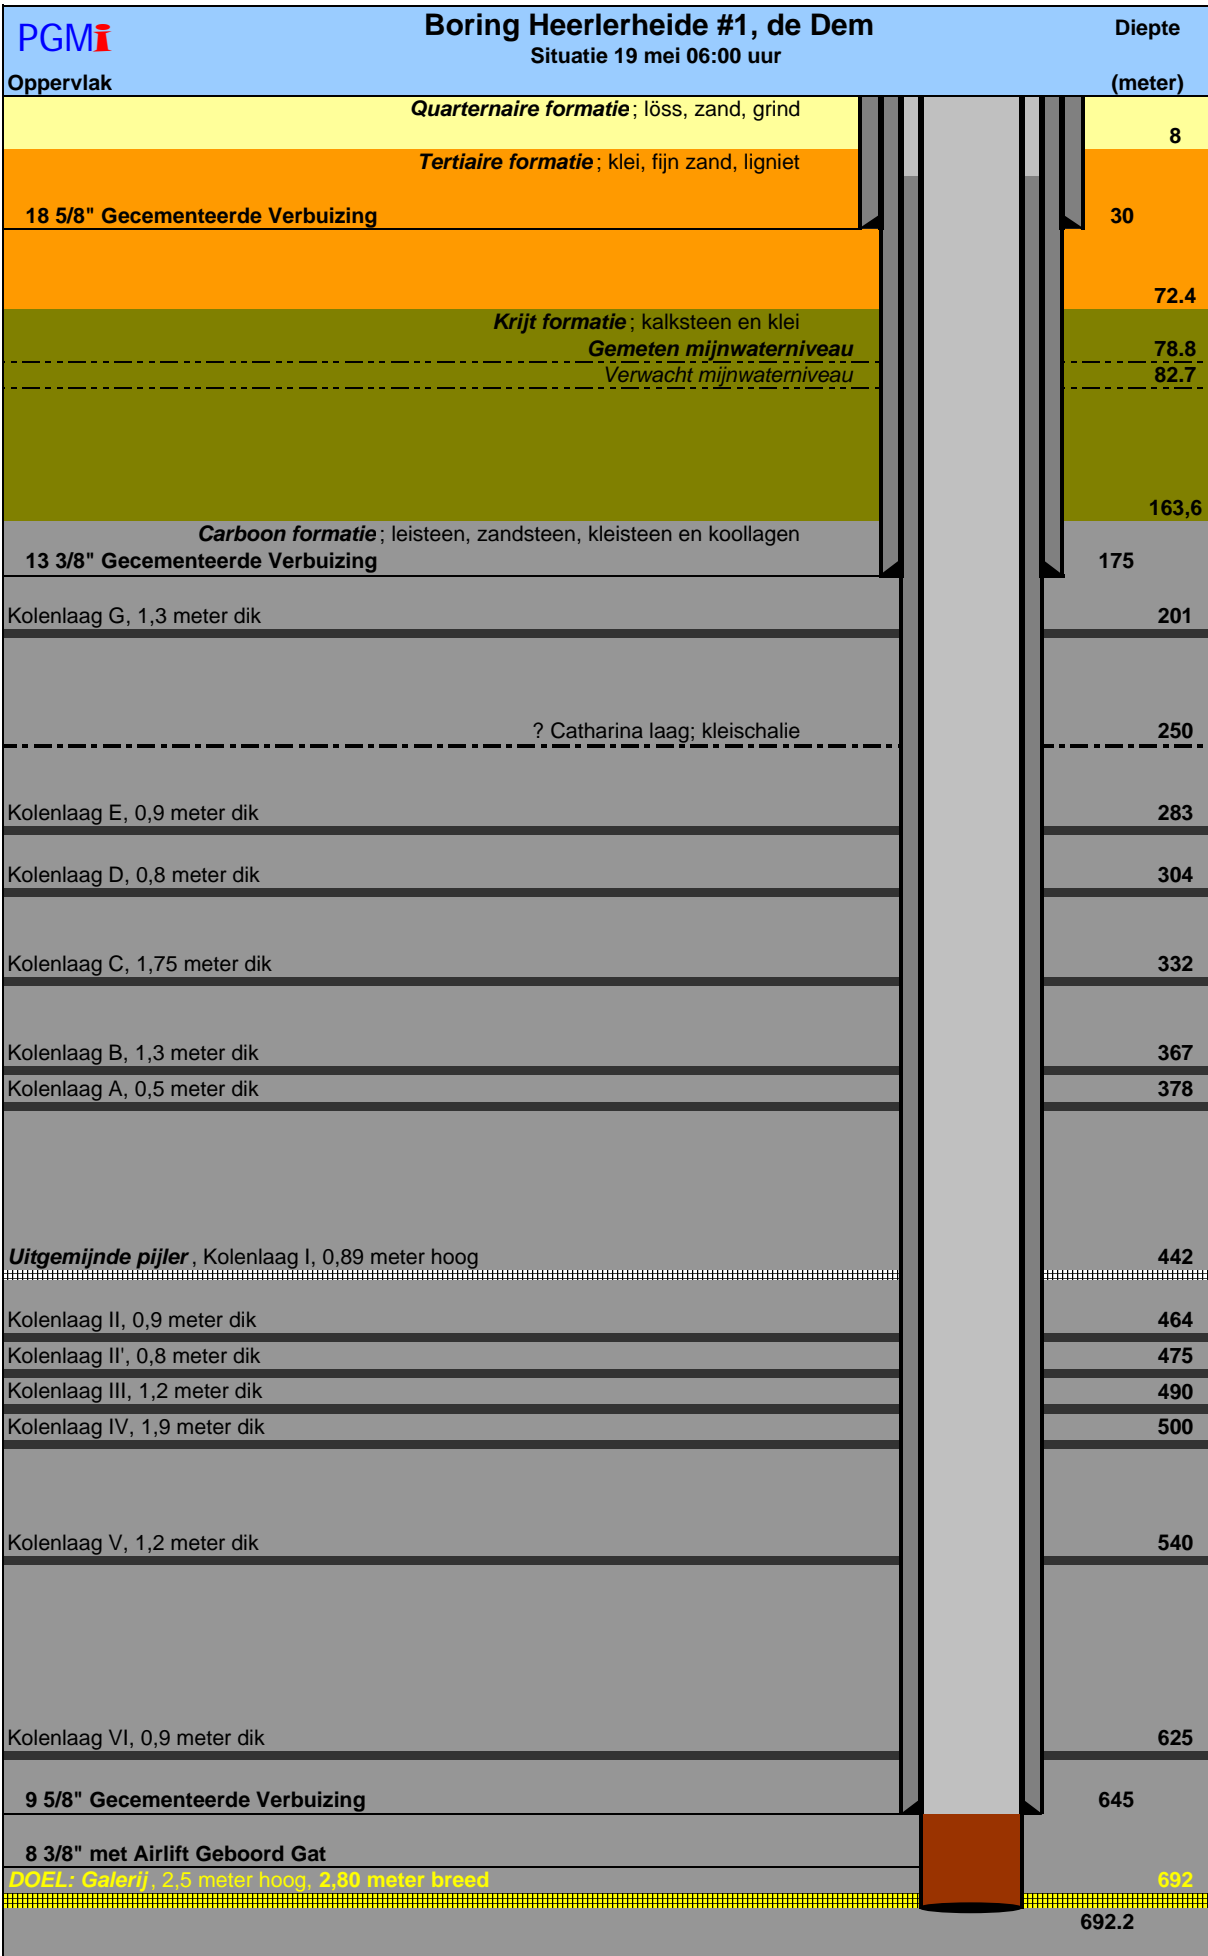 PGMi
Boring Heerlerheide #1, de Dem
Diepte
Situatie 19 mei 06:00 uur
Oppervlak
(meter)
Quarternaire formatie; löss, zand, grind
8
Tertiaire formatie; klei, fijn zand, ligniet
18 5/8" Gecementeerde Verbuizing 30
72.4
Krijt formatie; kalksteen en klei
Gemeten mijnwaterniveau 78.8
Verwacht mijnwaterniveau 82.7
163,6
Carboon formatie; leisteen, zandsteen, kleisteen en koollagen
13 3/8" Gecementeerde Verbuizing 175
Kolenlaag G, 1,3 meter dik 201
? Catharina laag; kleischalie 250
Kolenlaag E, 0,9 meter dik 283
Kolenlaag D, 0,8 meter dik 304
Kolenlaag C, 1,75 meter dik 332
Kolenlaag B, 1,3 meter dik 367
Kolenlaag A, 0,5 meter dik 378
Uitgemijnde pijler, Kolenlaag I, 0,89 meter hoog 442
Kolenlaag II, 0,9 meter dik 464
Kolenlaag II', 0,8 meter dik 475
Kolenlaag III, 1,2 meter dik 490
Kolenlaag IV, 1,9 meter dik 500
Kolenlaag V, 1,2 meter dik 540
Kolenlaag VI, 0,9 meter dik 625
9 5/8" Gecementeerde Verbuizing 645
8 3/8" met Airlift Geboord Gat
DOEL: Galerij, 2,5 meter hoog, 2,80 meter breed 692
692.2